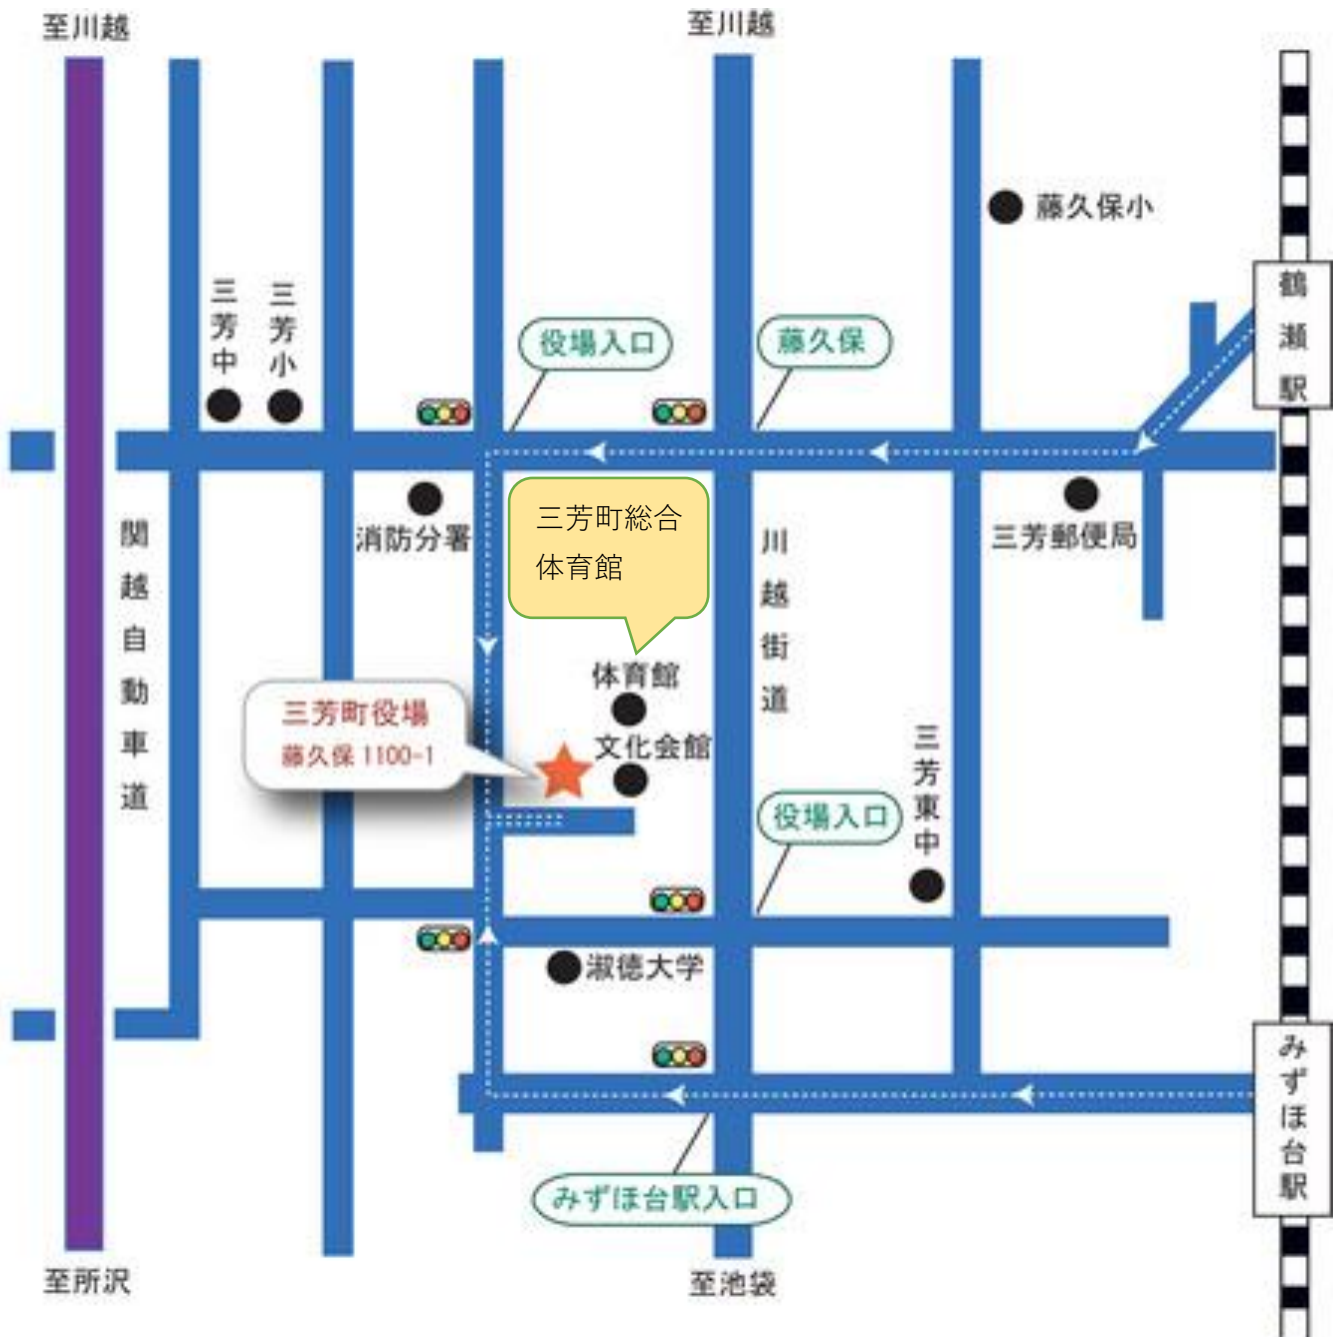 至川越
至川越
藤久保小
鶴瀬駅
三芳中
三芳小
役場入口
藤久保
消防分署
三芳町総合
体育館
三芳郵便局
関越自動車道
川越街道
体育館
三芳町役場
藤久保 1100-1
文化会館
三芳東中
役場入口
淑徳大学
みずほ台駅
みずほ台駅入口
至所沢
至池袋